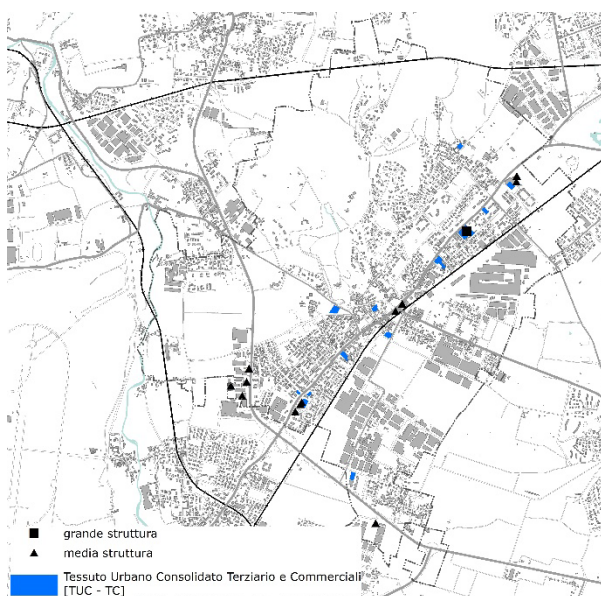 grande struttura
media struttura
Tessuto Urbano Consolidato Terziario e Commerciali
[TUC - TC]